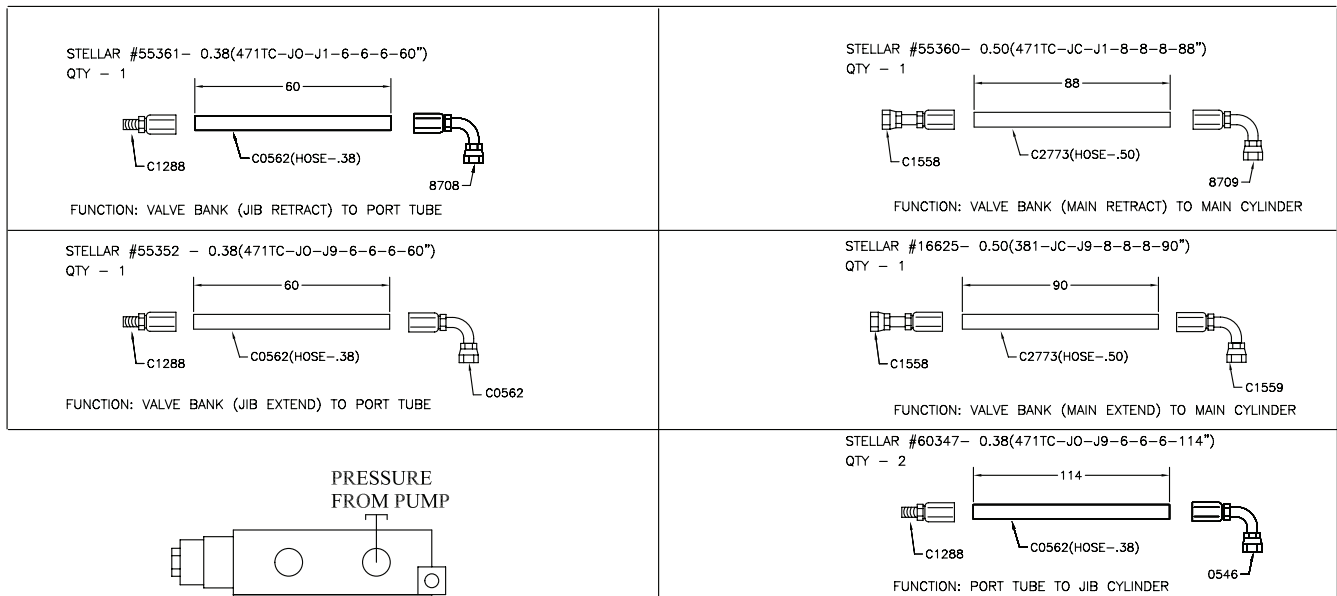 STELLAR #55361- 0.38(471TC-JO-J1-6-6-6-60")
QTY - 1
60
C1288
C0562(HOSE-.38)
8708
FUNCTION: VALVE BANK (JIB RETRACT) TO PORT TUBE
STELLAR #55360- 0.50(471TC-JC-J1-8-8-8-88")
QTY - 1
88
C1558
C2773(HOSE-.50)
8709
FUNCTION: VALVE BANK (MAIN RETRACT) TO MAIN CYLINDER
STELLAR #55352 - 0.38(471TC-JO-J9-6-6-6-60")
QTY - 1
60
C1288
C0562(HOSE-.38)
C0562
FUNCTION: VALVE BANK (JIB EXTEND) TO PORT TUBE
STELLAR #16625- 0.50(381-JC-J9-8-8-8-90")
QTY - 1
90
C1558
C2773(HOSE-.50)
C1559
FUNCTION: VALVE BANK (MAIN EXTEND) TO MAIN CYLINDER
PRESSURE
FROM PUMP
STELLAR #60347- 0.38(471TC-JO-J9-6-6-6-114")
QTY - 2
114
C1288
C0562(HOSE-.38)
0546
FUNCTION: PORT TUBE TO JIB CYLINDER